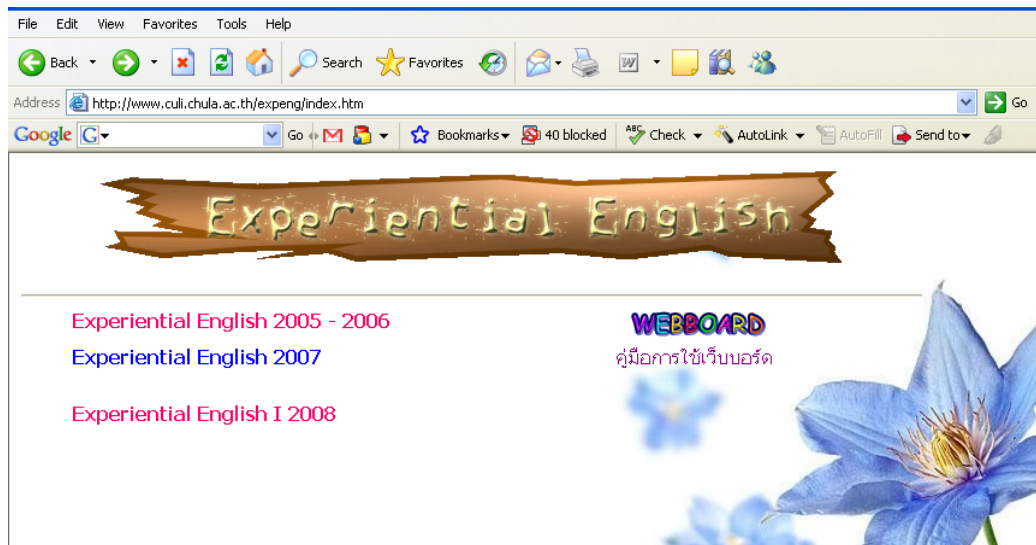 File Edit View Favorites Tools Help
Back Search Favorites
Address http://www.culi.chula.ac.th/expeng/index.htm Go
Google G Go Bookmarks 40 blocked ABC Check AutoLink AutoFill Send to
Experiential English
Experiential English 2005 - 2006
WEBBOARD
Experiential English 2007
คู่มือการใช้เว็บบอร์ด
Experiential English I 2008